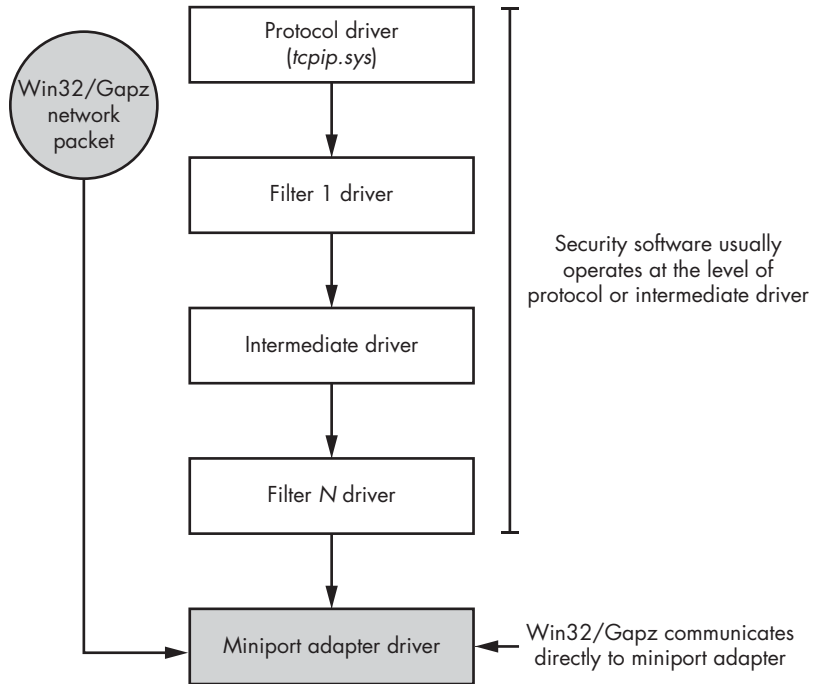 Protocol driver
(tcpip.sys)
Win32/Gapz
network
packet
Filter 1 driver
Security software usually
operates at the level of
protocol or intermediate driver
Intermediate driver
Filter N driver
Miniport adapter driver
Win32/Gapz communicates
directly to miniport adapter